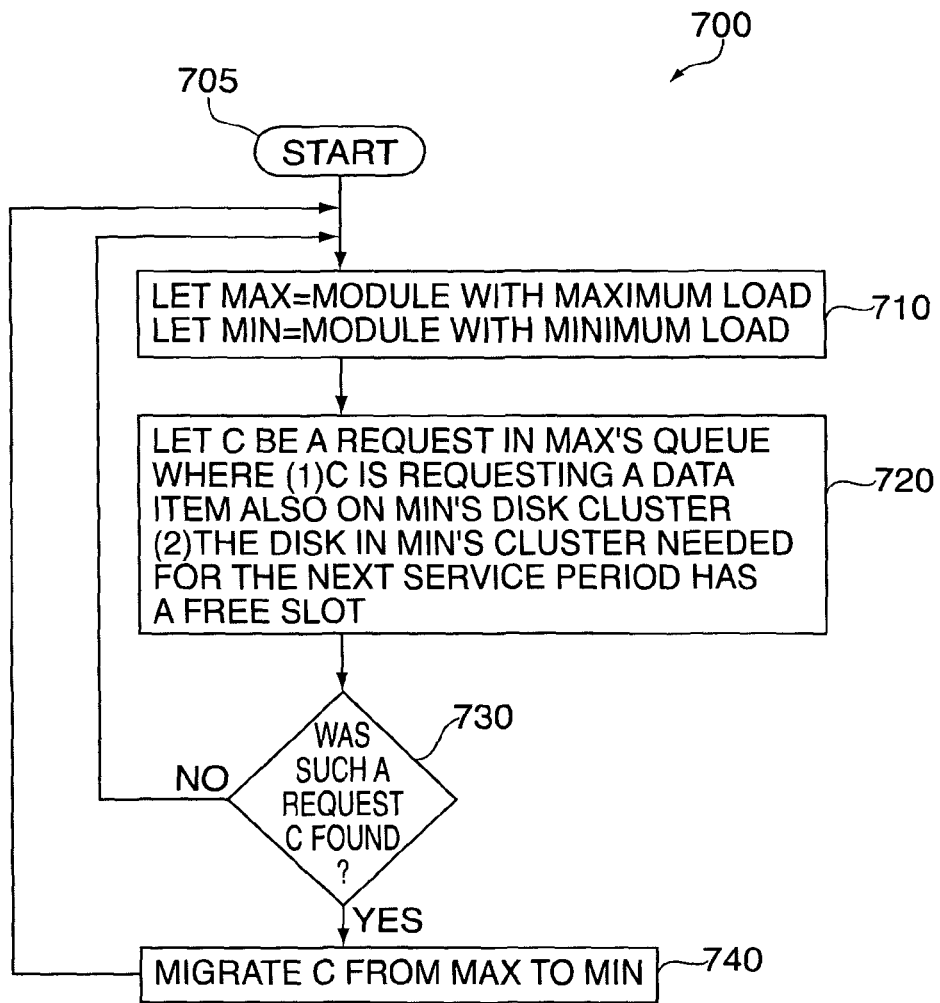 700
705
START
LET MAX=MODULE WITH MAXIMUM LOAD
LET MIN=MODULE WITH MINIMUM LOAD
710
LET C BE A REQUEST IN MAX'S QUEUE
WHERE (1)C IS REQUESTING A DATA
ITEM ALSO ON MIN'S DISK CLUSTER
(2)THE DISK IN MIN'S CLUSTER NEEDED
FOR THE NEXT SERVICE PERIOD HAS
A FREE SLOT
720
WAS
SUCH A
REQUEST
C FOUND
?
730
NO
YES
MIGRATE C FROM MAX TO MIN
740